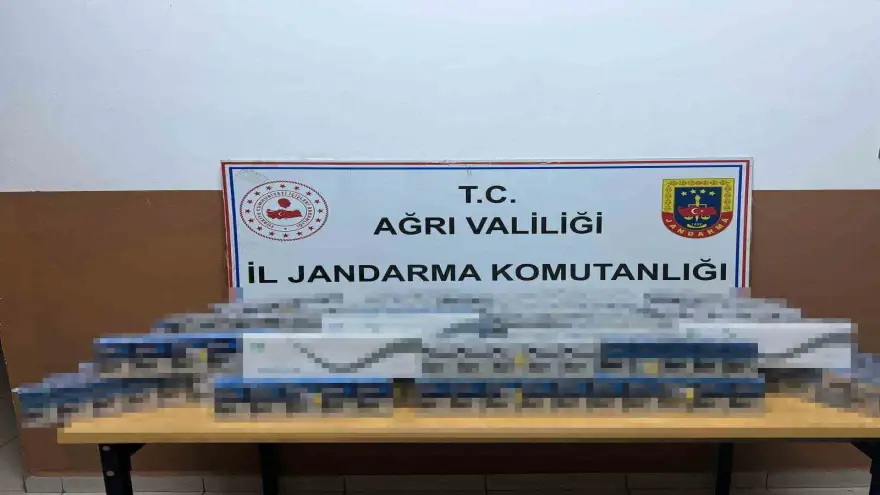 T.C.
AĞRI VALİLİĞİ
İL JANDARMA KOMUTANLIĞI
JANDARMA